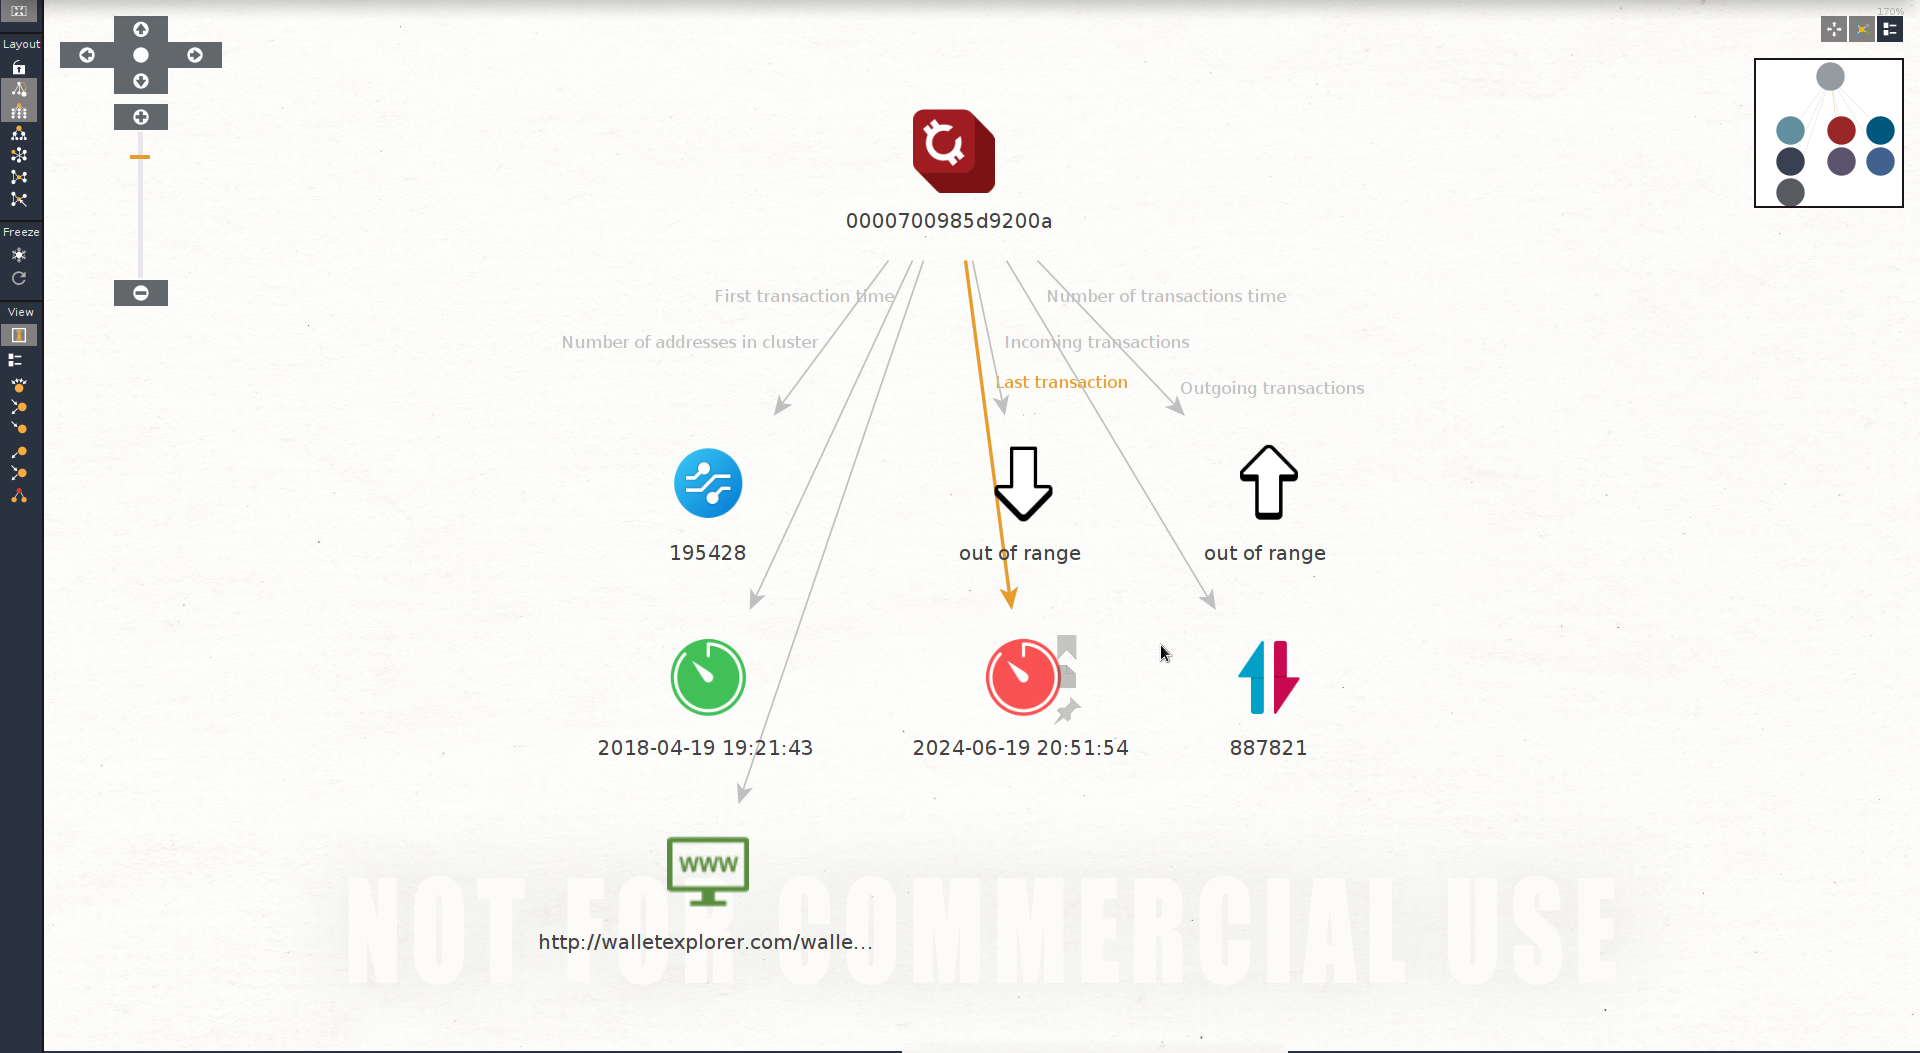 170%
Layout
0000700985d9200a
Freeze
First transaction time
Number of transactions time
View
Number of addresses in cluster
Incoming transactions
Last transaction
Outgoing transactions
195428
out of range
out of range
2018-04-19 19:21:43
2024-06-19 20:51:54
887821
WWW
http://walletexplorer.com/walle...
NOT FOR COMMERCIAL USE